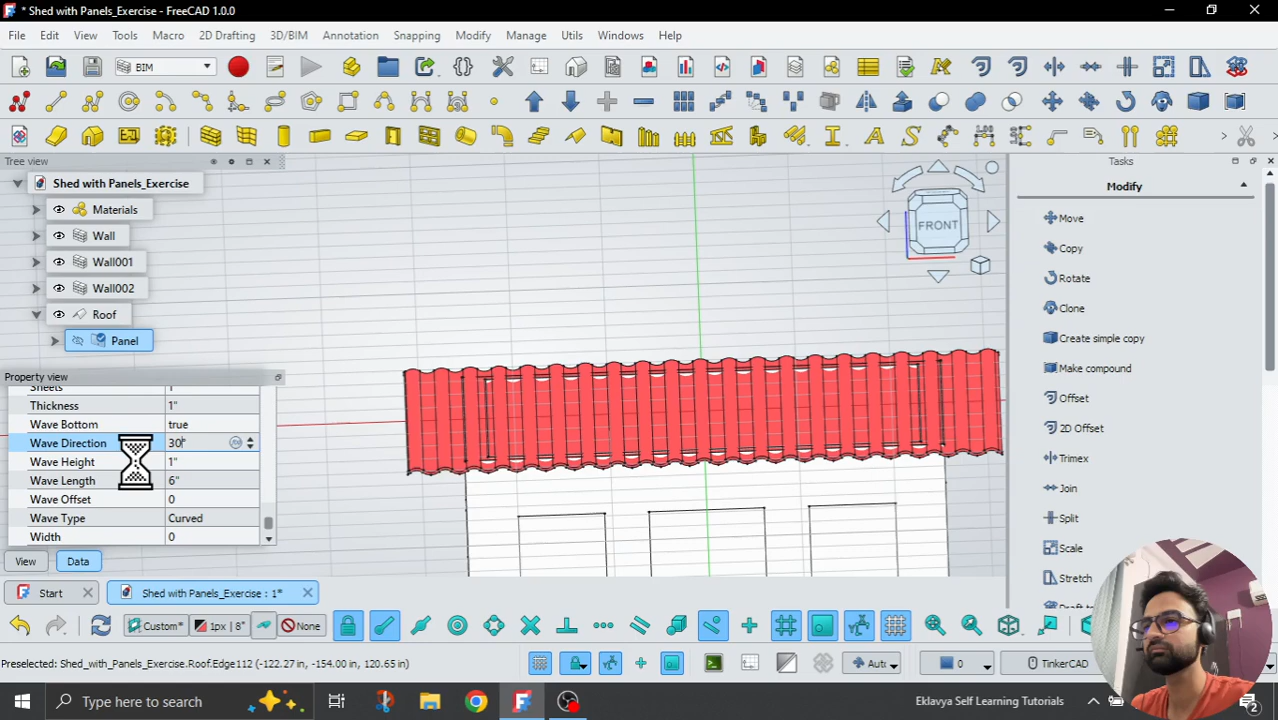 * Shed with Panels_Exercise - FreeCAD 1.0.0
File Edit View Tools Macro 2D Drafting 3D/BIM Annotation Snapping Modify Manage Utils Windows Help
BIM
Tree view
Shed with Panels_Exercise
Materials
Wall
Wall001
Wall002
Roof
Panel
Property view
Sheets 1
Thickness 1"
Wave Bottom true
Wave Direction 30°
Wave Height 1"
Wave Length 6"
Wave Offset 0
Wave Type Curved
Width 0
View Data
FRONT
Tasks
Modify
Move
Copy
Rotate
Clone
Create simple copy
Make compound
Offset
2D Offset
Trimex
Join
Split
Scale
Stretch
Start
Shed with Panels_Exercise : 1*
Custom* 1px | 8" None
Preselected: Shed_with_Panels_Exercise.Roof.Edge112 (-122.27 in, -154.00 in, 120.65 in)
Auto 0 TinkerCAD
Type here to search
Eklavya Self Learning Tutorials
2